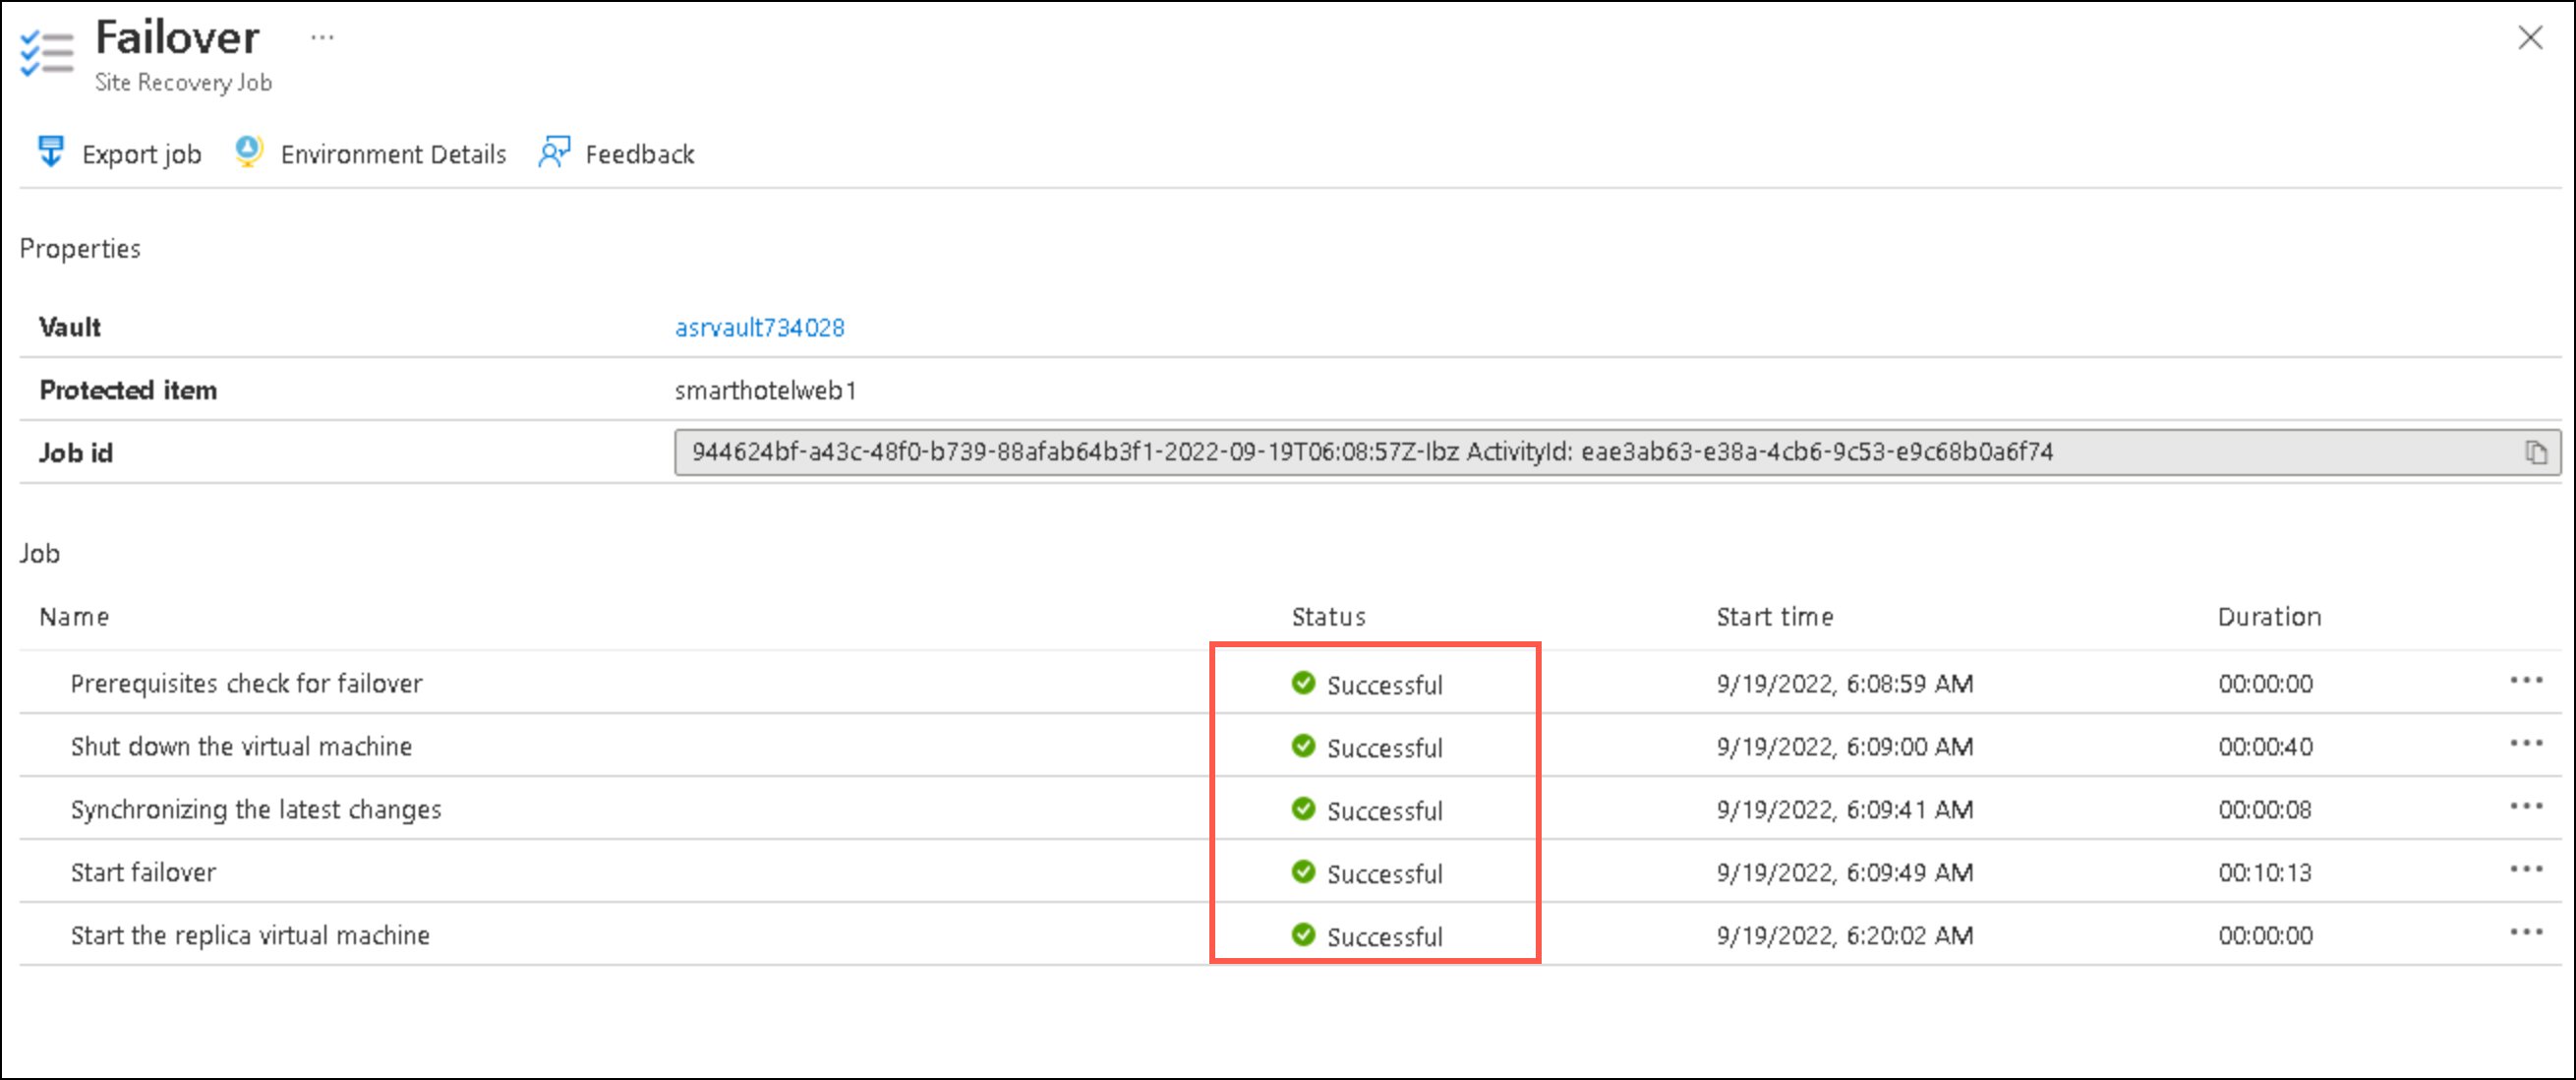 Failover ...
Site Recovery Job
Export job Environment Details Feedback
Properties
Vault asrvault734028
Protected item smarthotelweb1
Job id 944624bf-a43c-48f0-b739-88afab64b3f1-2022-09-19T06:08:57Z-Ibz ActivityId: eae3ab63-e38a-4cb6-9c53-e9c68b0a6f74
Job
Name Status Start time Duration
Prerequisites check for failover Successful 9/19/2022, 6:08:59 AM 00:00:00 ...
Shut down the virtual machine Successful 9/19/2022, 6:09:00 AM 00:00:40 ...
Synchronizing the latest changes Successful 9/19/2022, 6:09:41 AM 00:00:08 ...
Start failover Successful 9/19/2022, 6:09:49 AM 00:10:13 ...
Start the replica virtual machine Successful 9/19/2022, 6:20:02 AM 00:00:00 ...